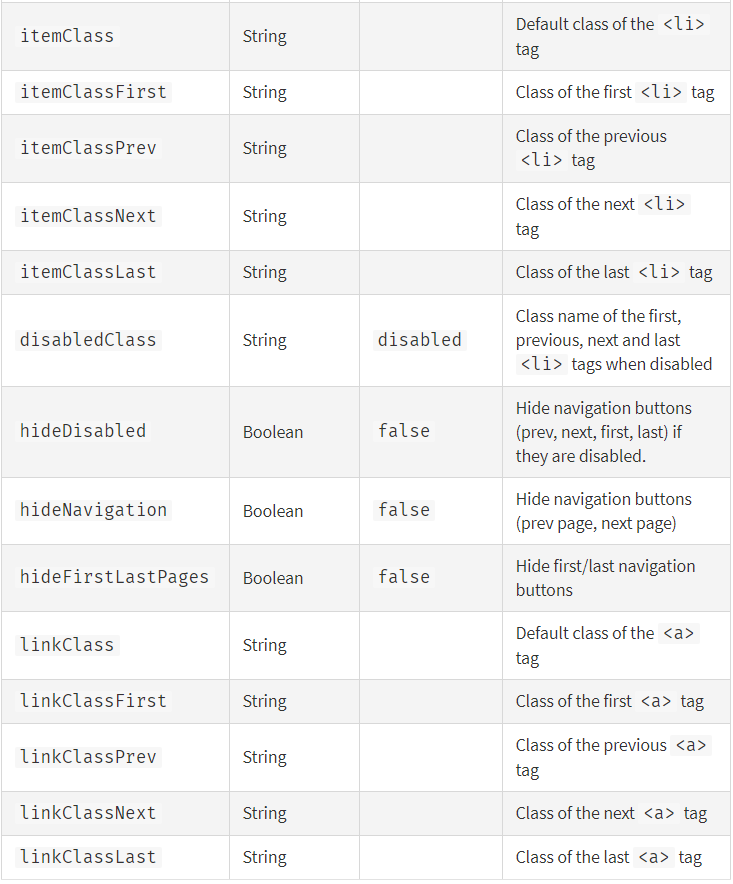 itemClass String Default class of the <li>
tag
itemClassFirst String Class of the first <li> tag
itemClassPrev String Class of the previous
<li> tag
itemClassNext String Class of the next <li>
tag
itemClassLast String Class of the last <li> tag
disabledClass String disabled Class name of the first,
previous, next and last
<li> tags when disabled
hideDisabled Boolean false Hide navigation buttons
(prev, next, first, last) if
they are disabled.
hideNavigation Boolean false Hide navigation buttons
(prev page, next page)
hideFirstLastPages Boolean false Hide first/last navigation
buttons
linkClass String Default class of the <a>
tag
linkClassFirst String Class of the first <a> tag
linkClassPrev String Class of the previous <a>
tag
linkClassNext String Class of the next <a> tag
linkClassLast String Class of the last <a> tag